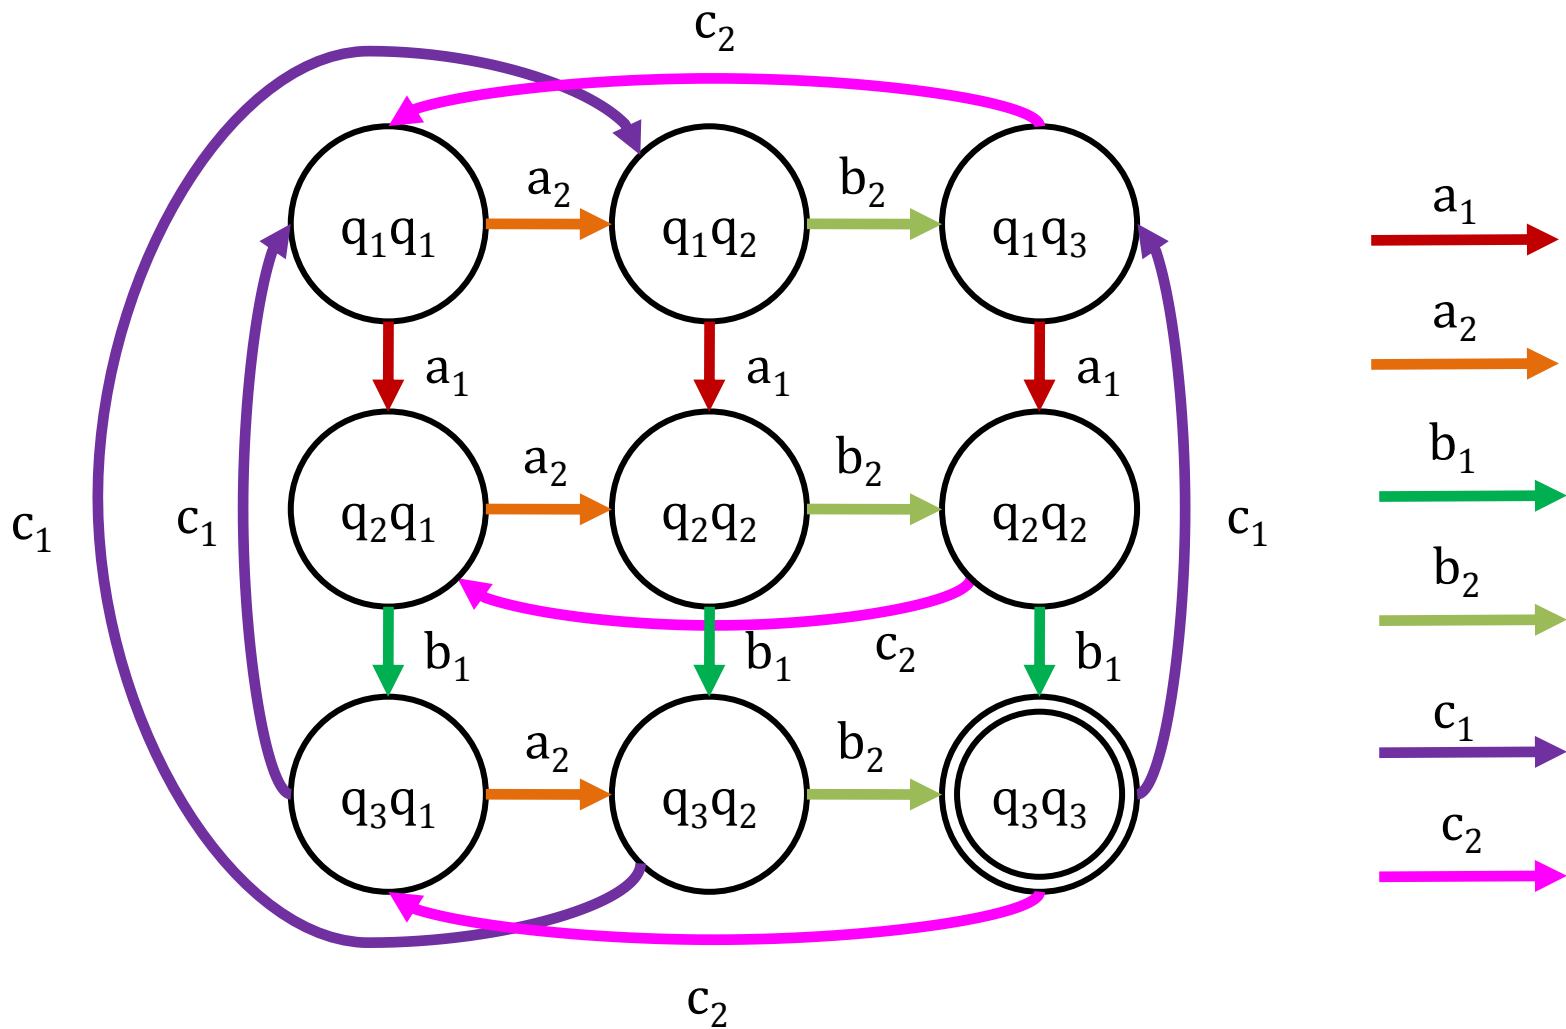 c₂
a₂ b₂
q₁q₁ q₁q₂ q₁q₃
a₁ a₁ a₁
a₂ b₂
q₂q₁ q₂q₂ q₂q₂
c₁ c₁ c₁
b₁ b₁ c₂ b₁
a₂ b₂
q₃q₁ q₃q₂ q₃q₃
c₂
a₁
a₂
b₁
b₂
c₁
c₂